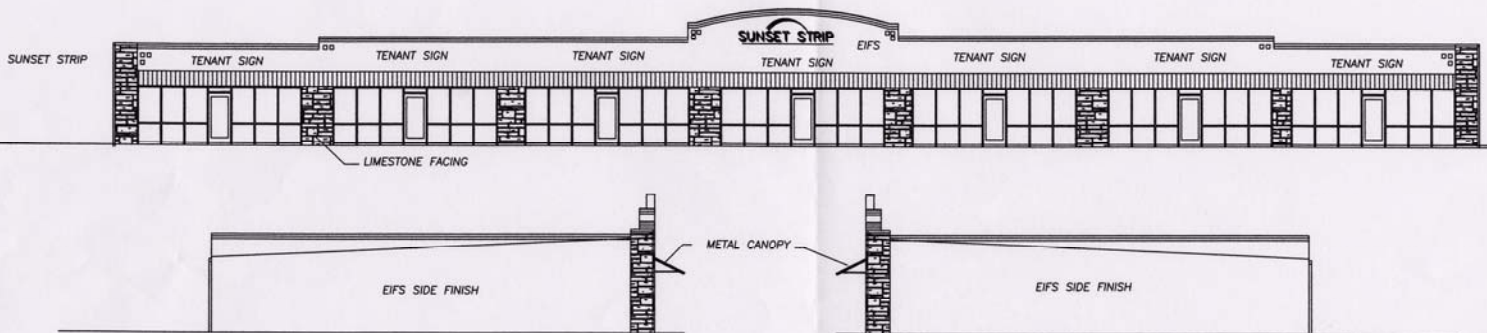 SUNSET STRIP
SUNSET STRIP
EIFS
TENANT SIGN
TENANT SIGN
TENANT SIGN
TENANT SIGN
TENANT SIGN
TENANT SIGN
TENANT SIGN
LIMESTONE FACING
METAL CANOPY
EIFS SIDE FINISH
EIFS SIDE FINISH